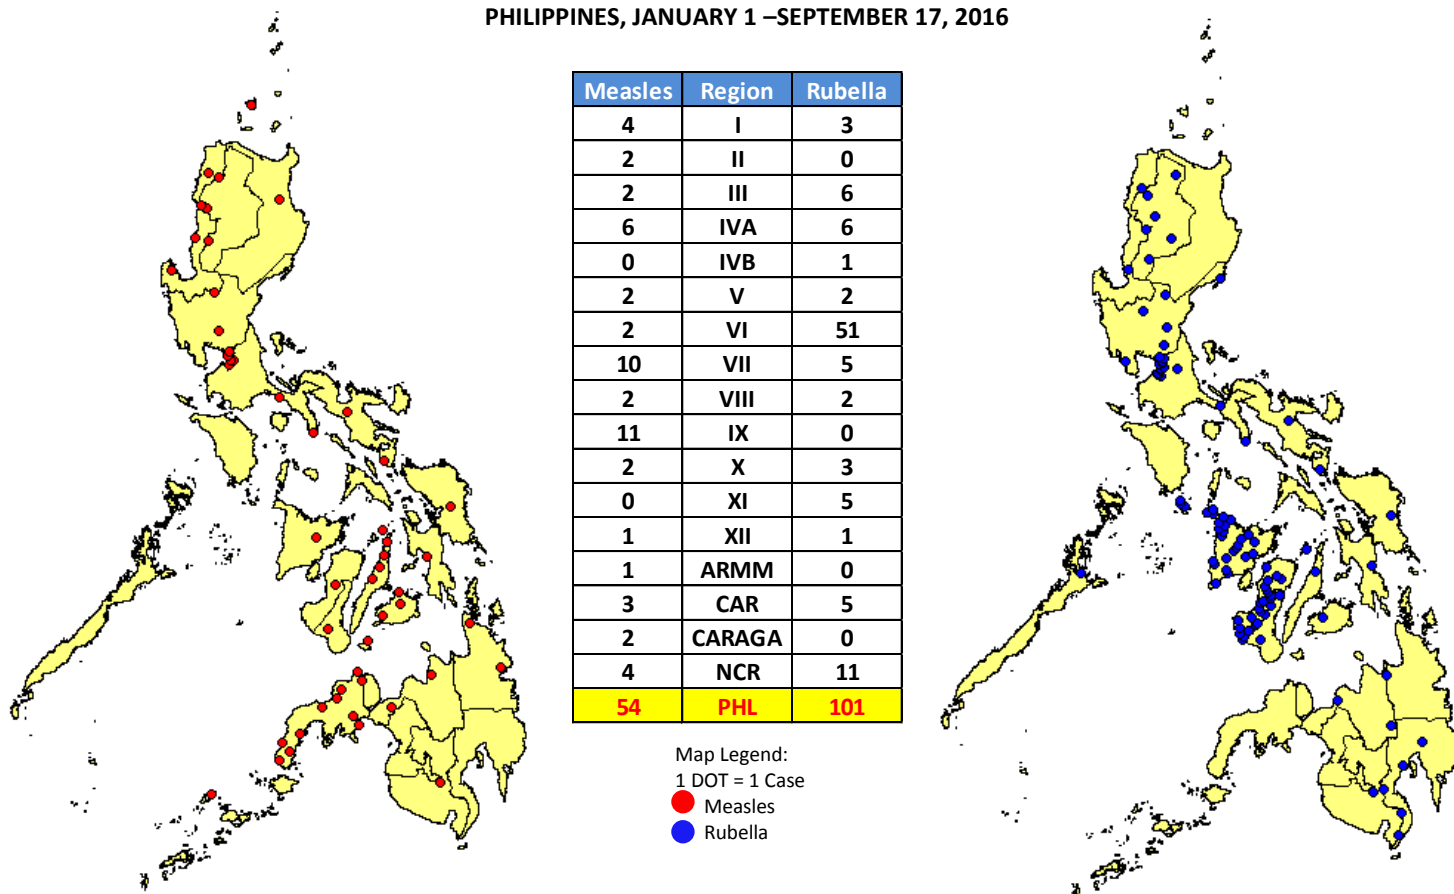 PHILIPPINES, JANUARY 1 –SEPTEMBER 17, 2016
Measles Region Rubella
4 I 3
2 II 0
2 III 6
6 IVA 6
0 IVB 1
2 V 2
2 VI 51
10 VII 5
2 VIII 2
11 IX 0
2 X 3
0 XI 5
1 XII 1
1 ARMM 0
3 CAR 5
2 CARAGA 0
4 NCR 11
54 PHL 101
Map Legend:
1 DOT = 1 Case
Measles
Rubella